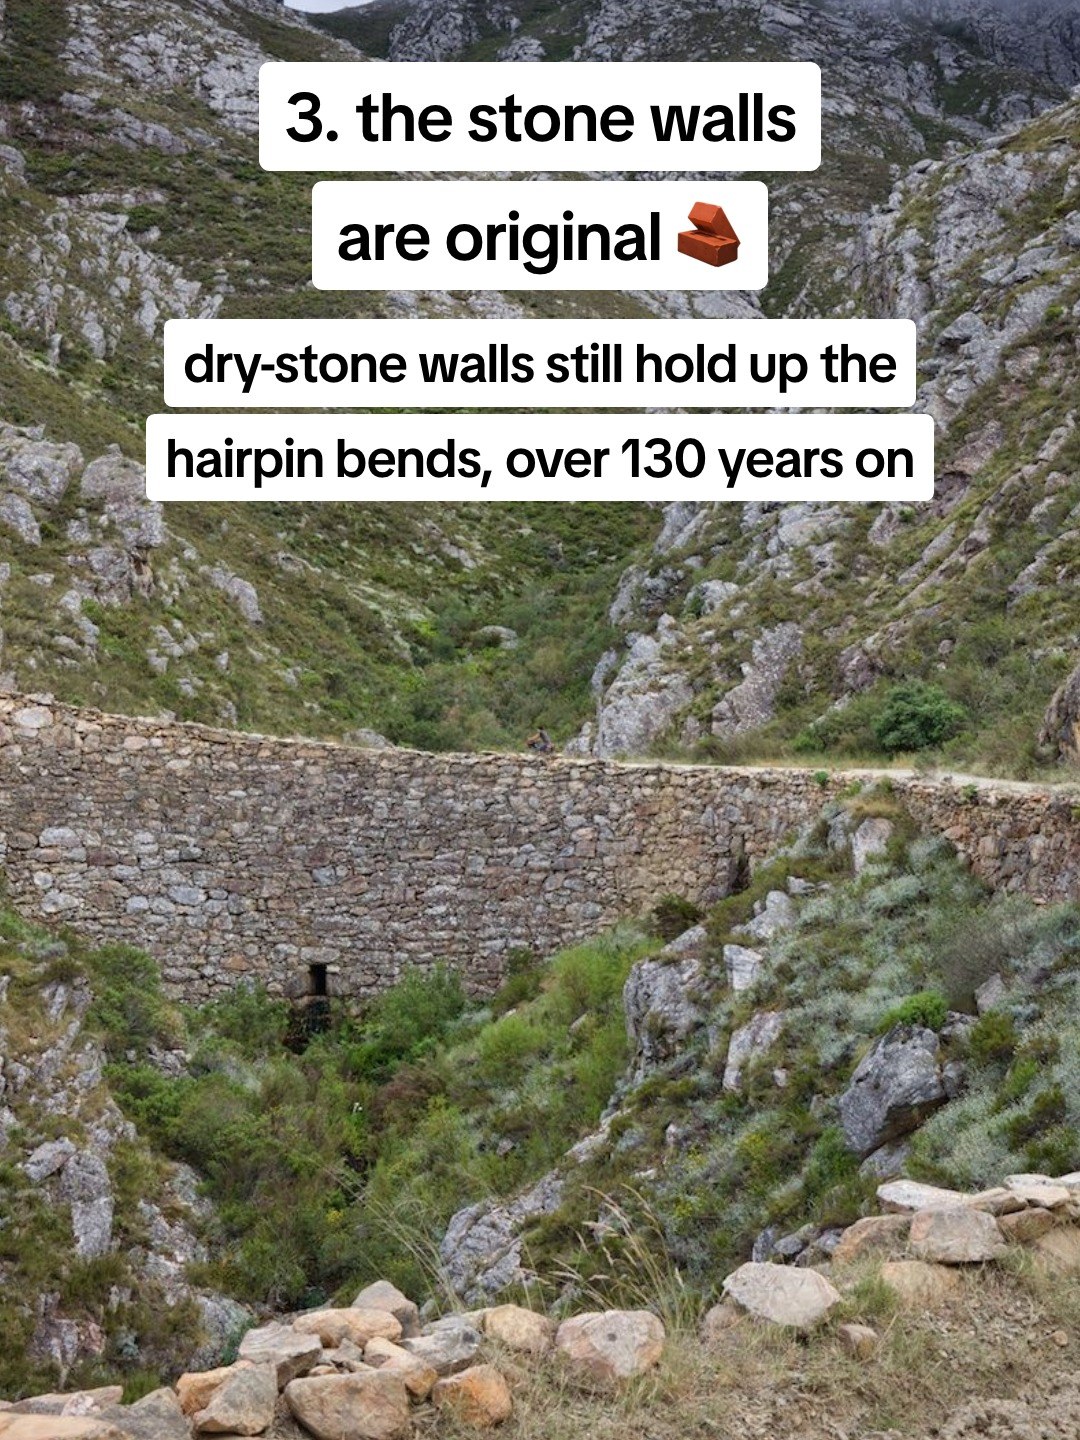 3. the stone walls
are original 🧱
dry-stone walls still hold up the
hairpin bends, over 130 years on